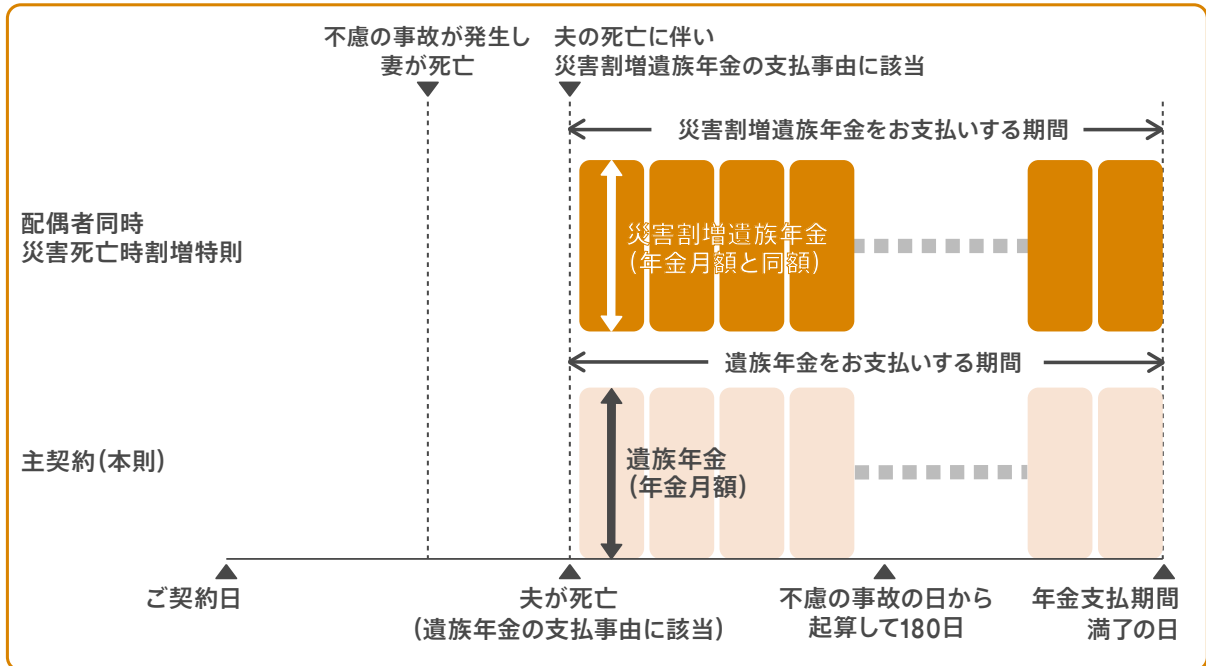 不慮の事故が発生し
妻が死亡
夫の死亡に伴い
災害割増遺族年金の支払事由に該当
災害割増遺族年金をお支払いする期間
配偶者同時
災害死亡時割増特則
災害割増遺族年金
(年金月額と同額)
遺族年金をお支払いする期間
主契約(本則)
遺族年金
(年金月額)
ご契約日
夫が死亡
(遺族年金の支払事由に該当)
不慮の事故の日から
起算して180日
年金支払期間
満了の日